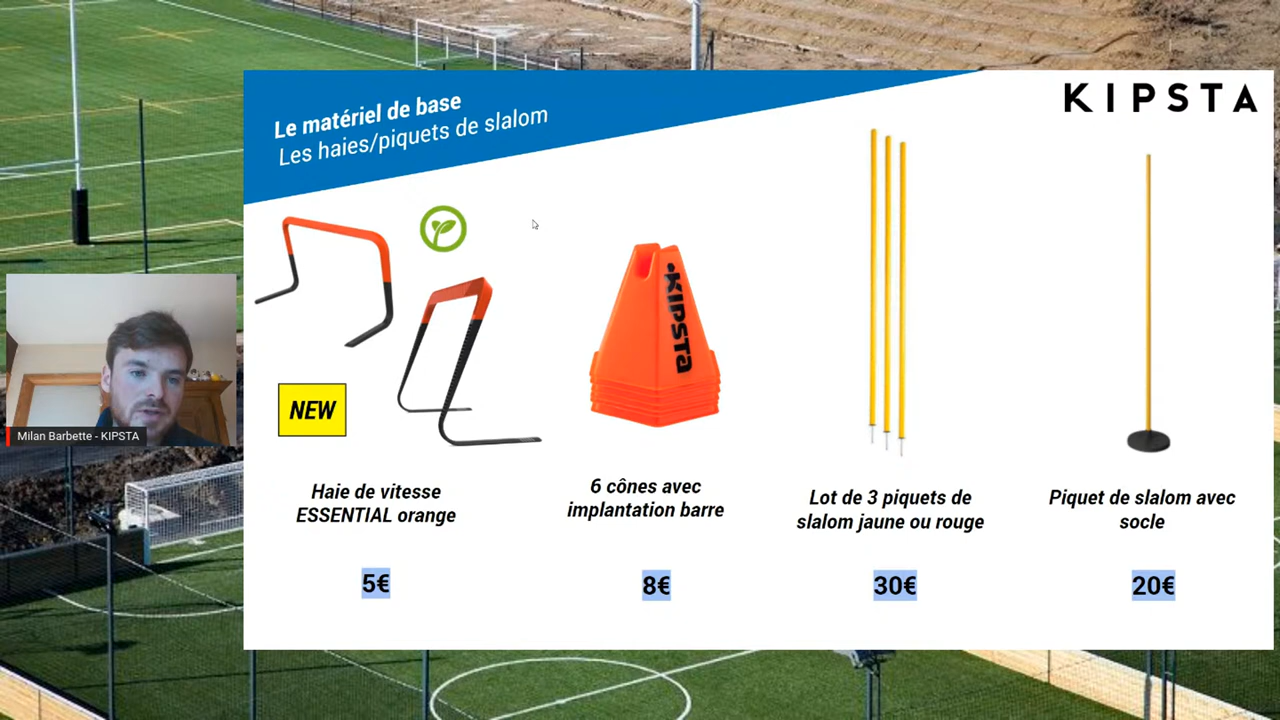 Le matériel de base
Les haies/piquets de slalom
KIPSTA
KIPSTA
NEW
Milan Barbette - KIPSTA
Haie de vitesse
ESSENTIAL orange
5€
6 cônes avec
implantation barre
8€
Lot de 3 piquets de
slalom jaune ou rouge
30€
Piquet de slalom avec
socle
20€